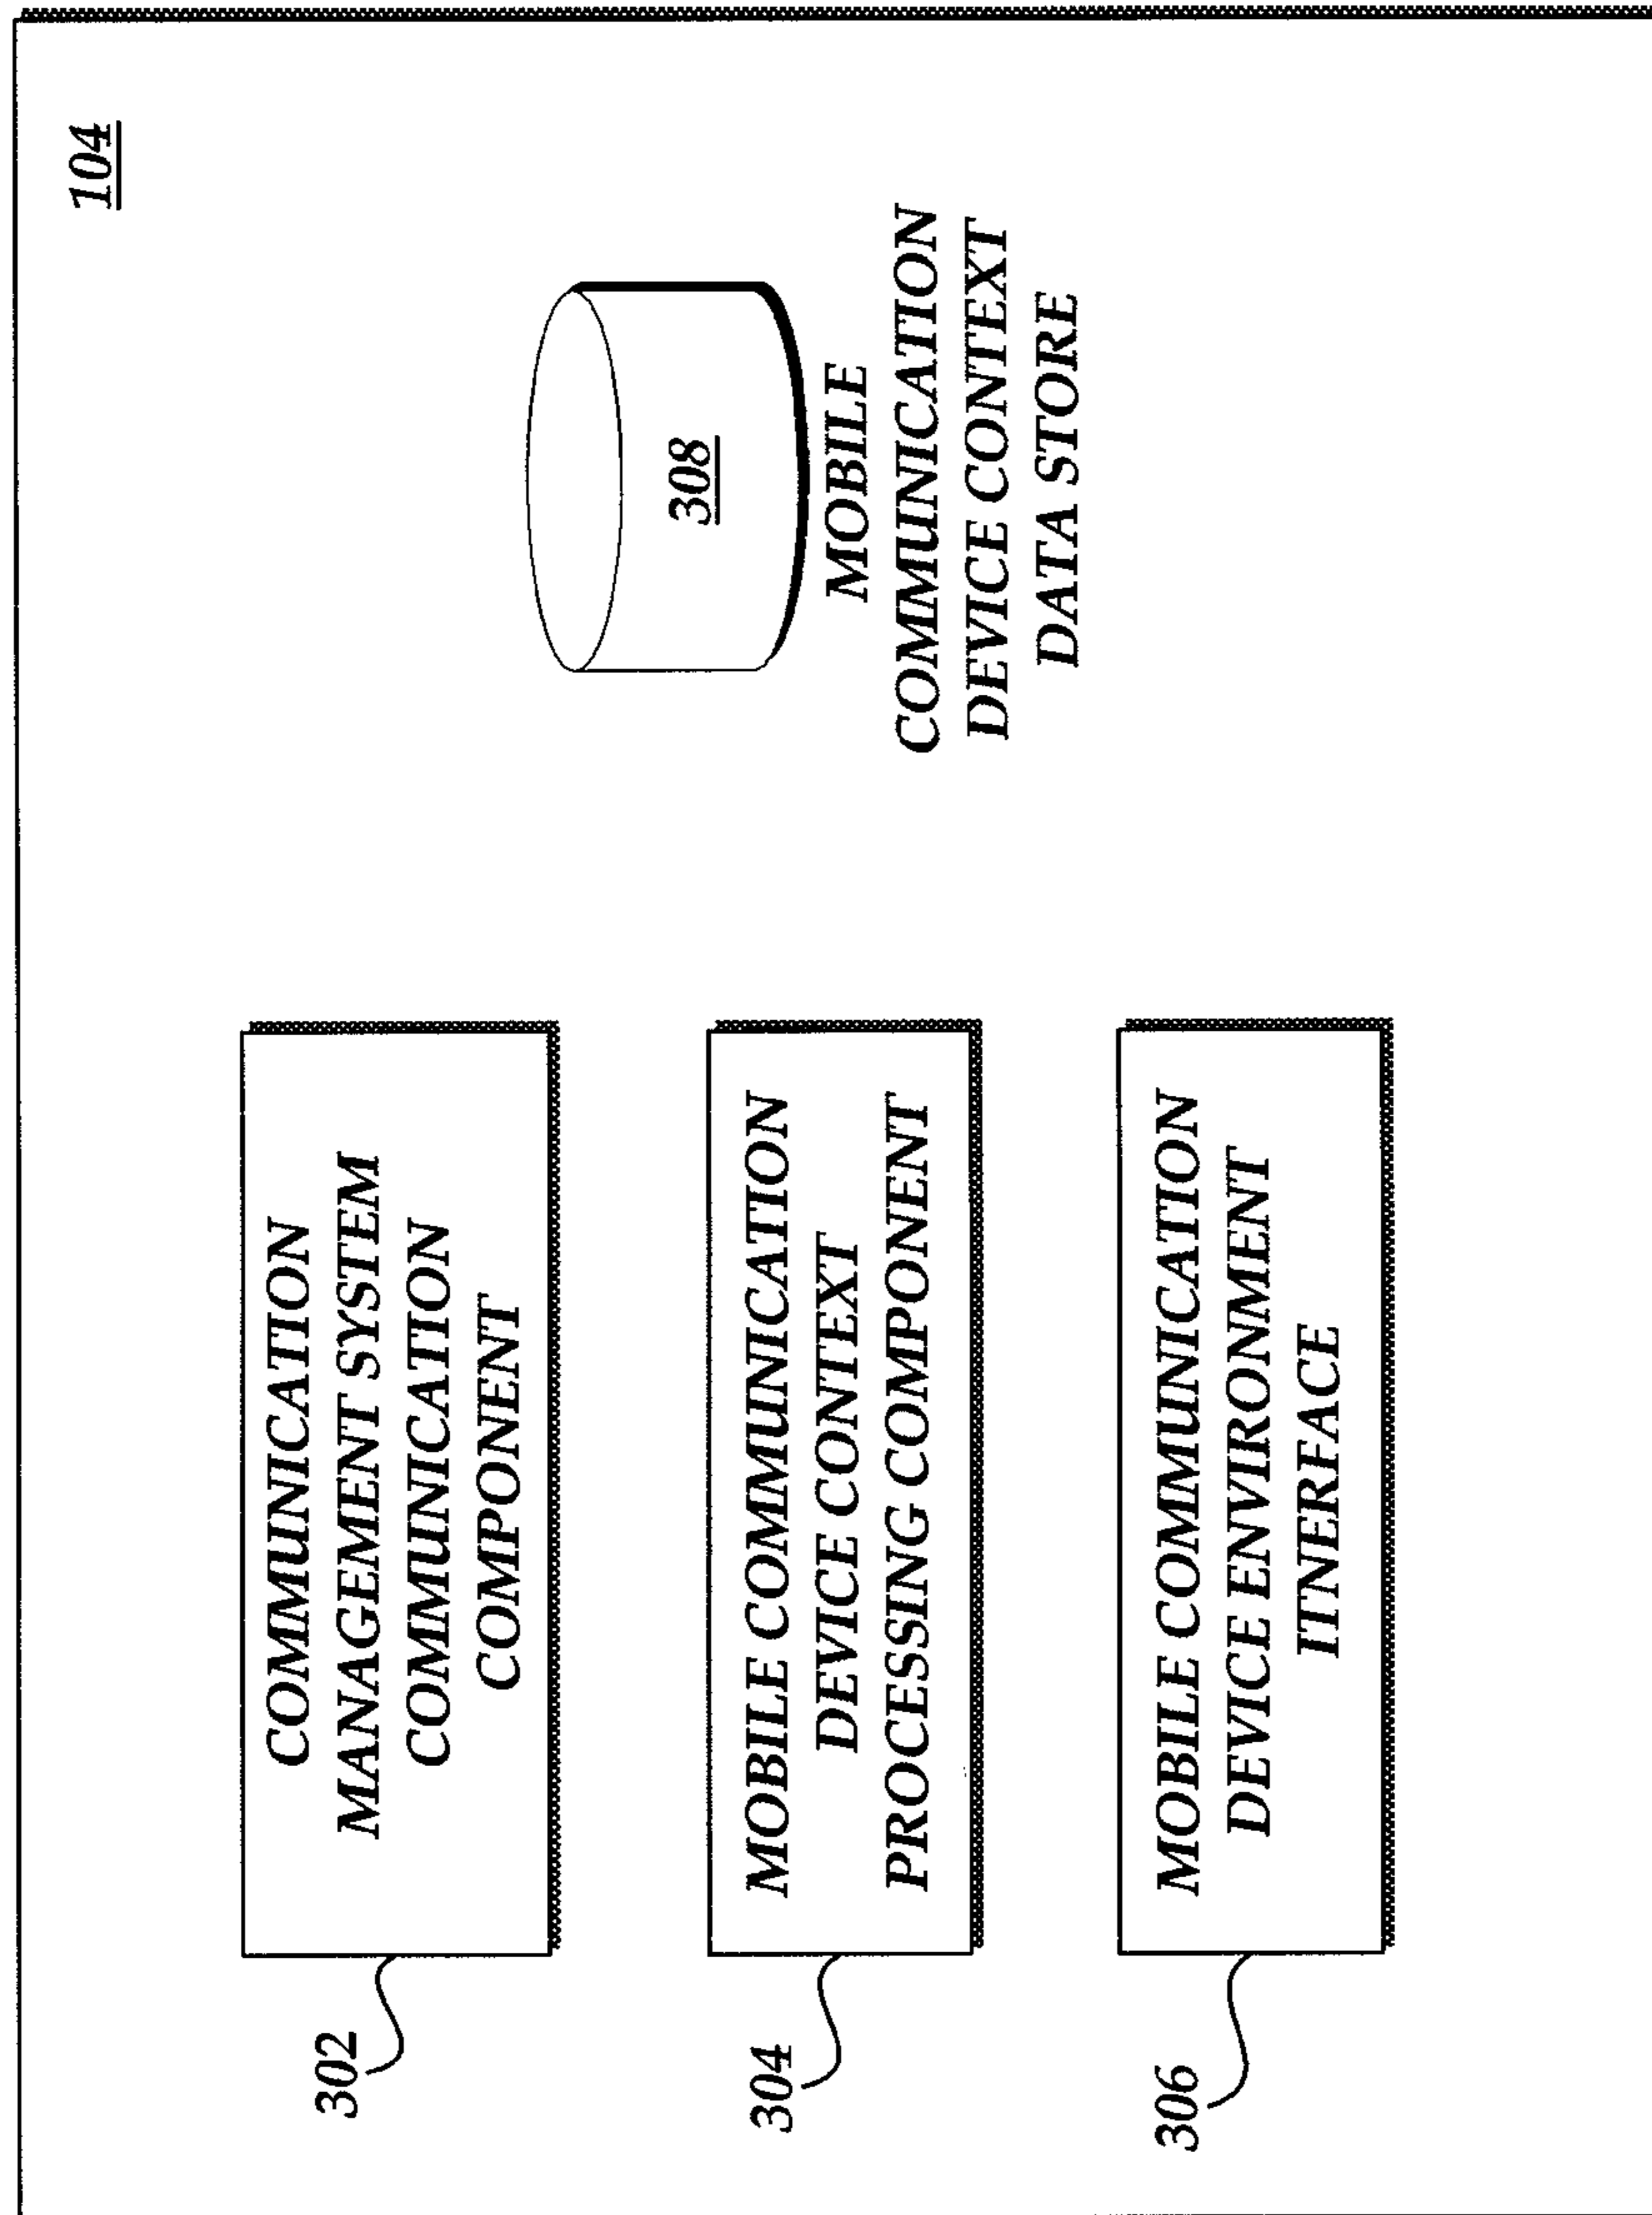 104
302
COMMUNICATION
MANAGEMENT SYSTEM
COMMUNICATION
COMPONENT
304
MOBILE COMMUNICATION
DEVICE CONTEXT
PROCESSING COMPONENT
306
MOBILE COMMUNICATION
DEVICE ENVIRONMENT
ITNERFACE
308
MOBILE
COMMUNICATION
DEVICE CONTEXT
DATA STORE